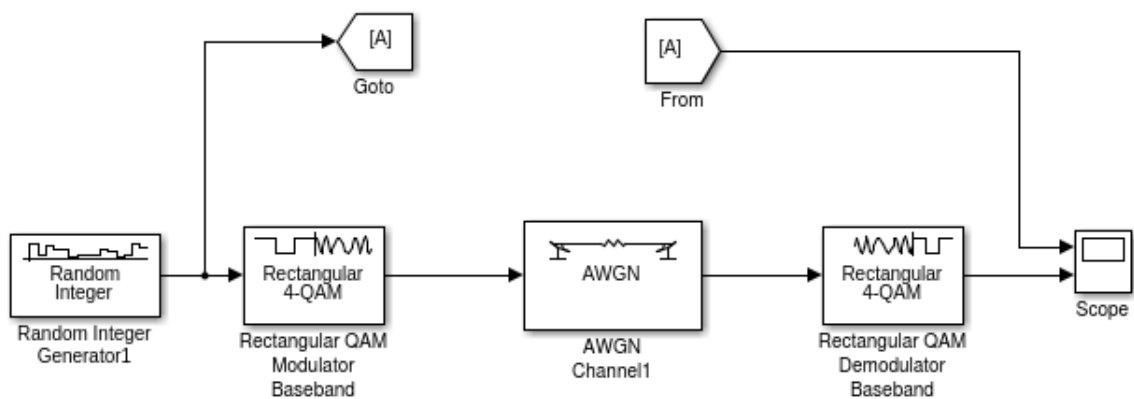 [A]
Goto
[A]
From
Random
Integer
Random Integer
Generator1
Rectangular
4-QAM
Rectangular QAM
Modulator
Baseband
AWGN
AWGN
Channel1
Rectangular
4-QAM
Rectangular QAM
Demodulator
Baseband
Scope